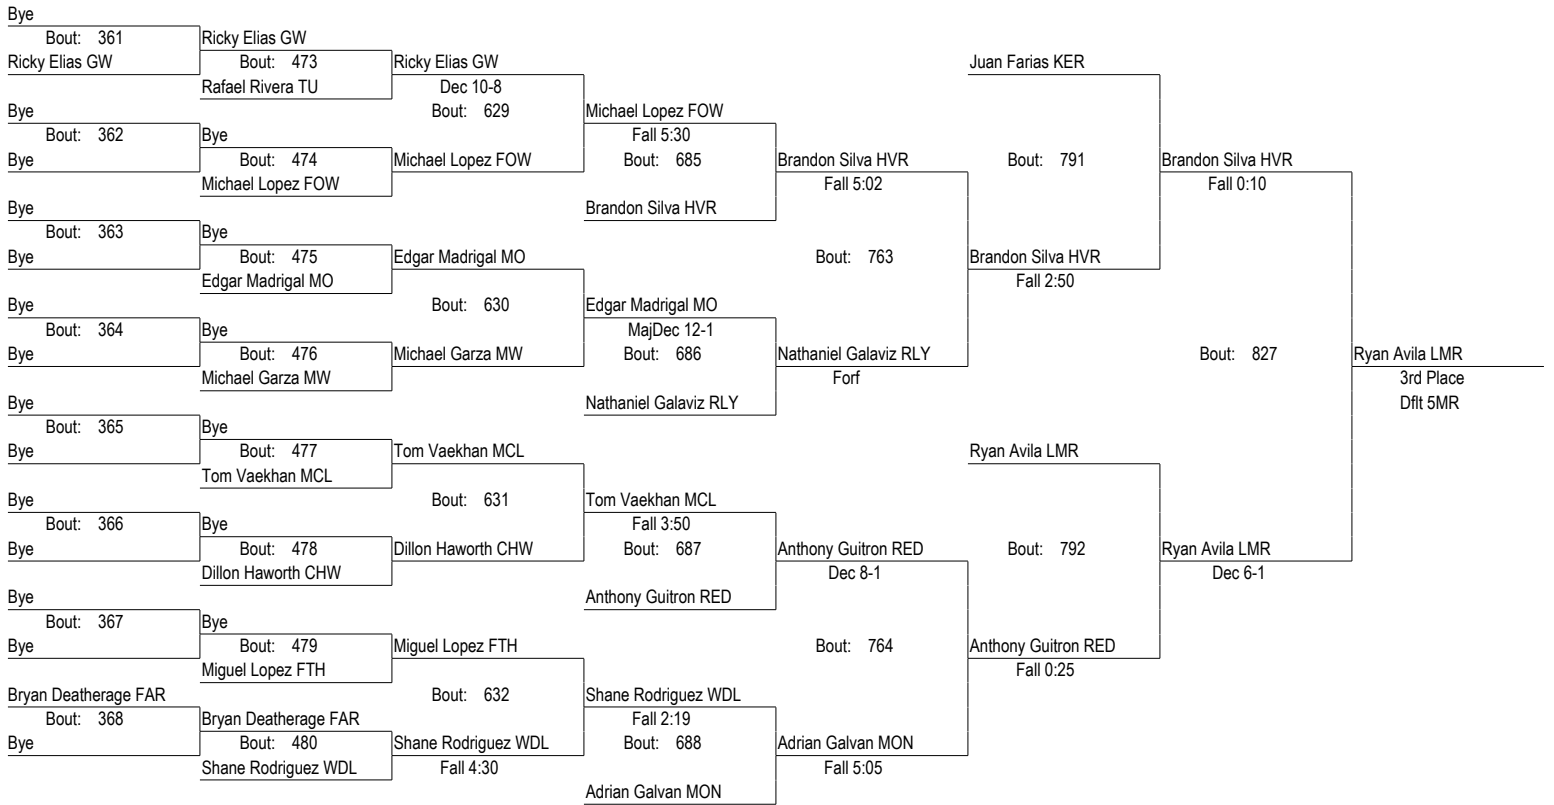 Bye
Bout: 361
Ricky Elias GW
Ricky Elias GW
Bout: 473
Rafael Rivera TU
Ricky Elias GW
Dec 10-8
Juan Farias KER
Bye
Bout: 362
Bye
Bye
Bout: 474
Michael Lopez FOW
Bout: 629
Michael Lopez FOW
Michael Lopez FOW
Fall 5:30
Bout: 685
Brandon Silva HVR
Brandon Silva HVR
Fall 5:02
Bout: 791
Brandon Silva HVR
Fall 0:10
Bye
Bout: 363
Bye
Bye
Bout: 475
Edgar Madrigal MO
Edgar Madrigal MO
Bout: 763
Brandon Silva HVR
Fall 2:50
Bye
Bout: 364
Bye
Bye
Bout: 476
Michael Garza MW
Bout: 630
Michael Garza MW
Edgar Madrigal MO
MajDec 12-1
Bout: 686
Nathaniel Galaviz RLY
Nathaniel Galaviz RLY
Forf
Bout: 827
Ryan Avila LMR
3rd Place
Dflt 5MR
Bye
Bout: 365
Bye
Bye
Bout: 477
Tom Vaekhan MCL
Tom Vaekhan MCL
Ryan Avila LMR
Bye
Bout: 366
Bye
Bye
Bout: 478
Dillon Haworth CHW
Bout: 631
Dillon Haworth CHW
Tom Vaekhan MCL
Fall 3:50
Bout: 687
Anthony Guitron RED
Anthony Guitron RED
Dec 8-1
Bout: 792
Ryan Avila LMR
Dec 6-1
Bye
Bout: 367
Bye
Bye
Bout: 479
Miguel Lopez FTH
Miguel Lopez FTH
Bout: 764
Anthony Guitron RED
Fall 0:25
Bryan Deatherage FAR
Bout: 368
Bye
Bryan Deatherage FAR
Bout: 480
Shane Rodriguez WDL
Bout: 632
Shane Rodriguez WDL
Fall 4:30
Shane Rodriguez WDL
Fall 2:19
Bout: 688
Adrian Galvan MON
Adrian Galvan MON
Fall 5:05